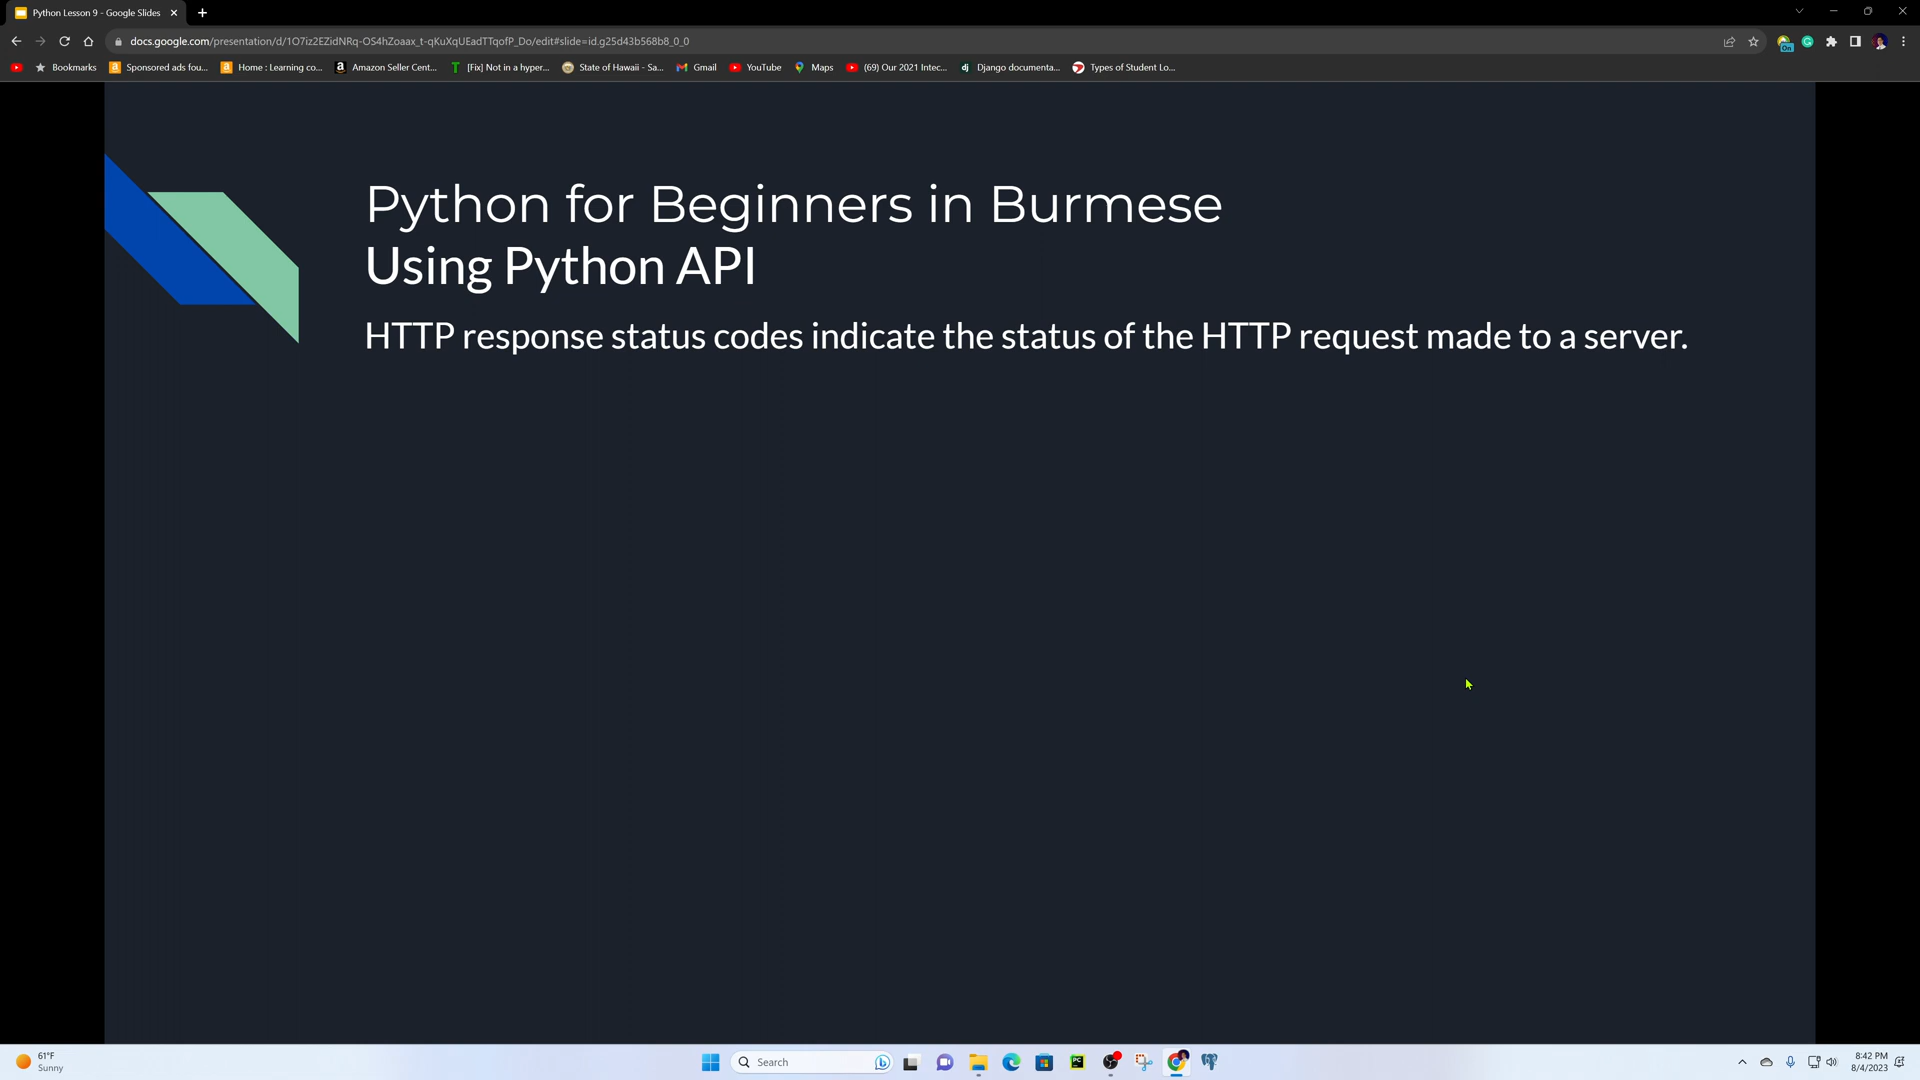 Python Lesson 9 - Google Slides
docs.google.com/presentation/d/1O7iz2EZidNRq-OS4hZoaax_t-qKuXqUEadTTqofP_Do/edit#slide=id.g25d43b568b8_0_0
On
Bookmarks
Sponsored ads fou...
Home : Learning co...
Amazon Seller Cent...
[Fix] Not in a hyper...
State of Hawaii - Sa...
Gmail
YouTube
Maps
(69) Our 2021 Intec...
dj
Django documenta...
Types of Student Lo...
Python for Beginners in Burmese
Using Python API
HTTP response status codes indicate the status of the HTTP request made to a server.
61°F
Sunny
Search
PC
8:42 PM
8/4/2023